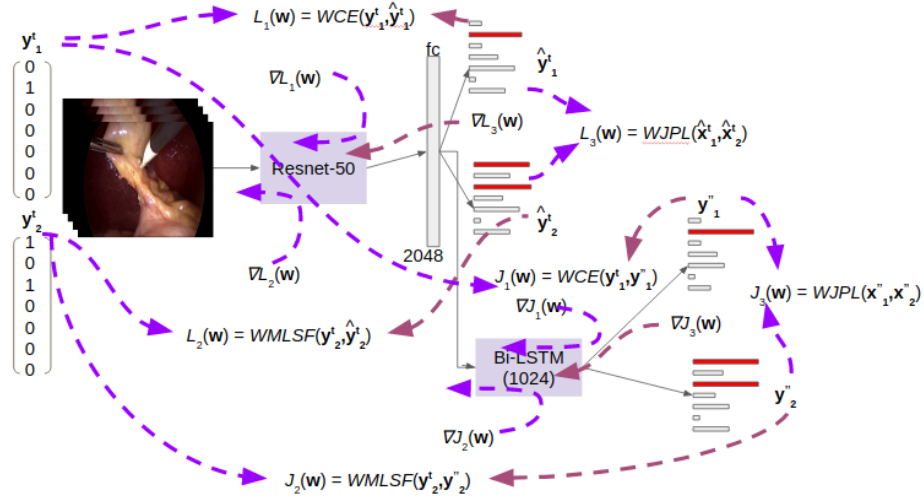 L₁(w) = WCE(yᵗ₁,ŷᵗ₁)
yᵗ₁
0
1
0
0
0
0
0
fc
ŷᵗ₁
∇L₁(w)
∇L₃(w)
L₃(w) = WJPL(x̂ᵗ₁,x̂ᵗ₂)
Resnet-50
yᵗ₂
1
0
1
0
0
0
0
ŷᵗ₂
y"₁
2048
∇L₂(w)
J₁(w) = WCE(yᵗ₁,y"₁)
J₃(w) = WJPL(x"₁,x"₂)
∇J₁(w)
∇J₃(w)
L₂(w) = WMLSF(yᵗ₂,ŷᵗ₂)
Bi-LSTM
(1024)
y"₂
∇J₂(w)
J₂(w) = WMLSF(yᵗ₂,y"₂)